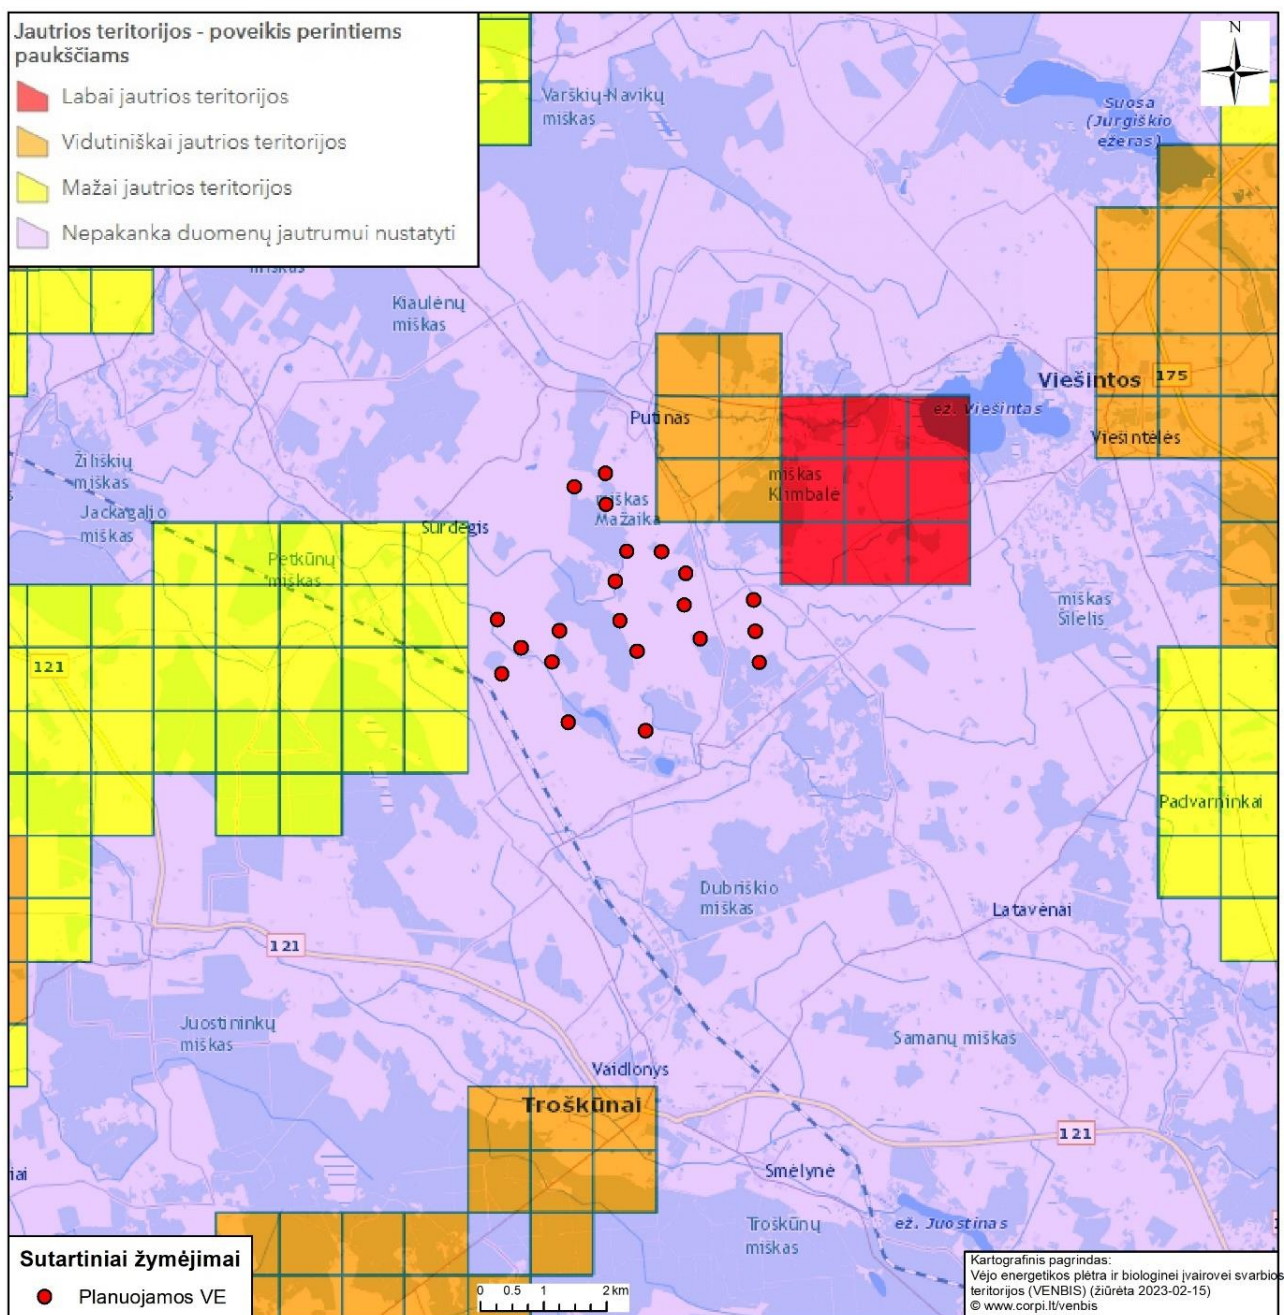 Jautrios teritorijos - poveikis perintiems
paukščiams
Labai jautrios teritorijos
Vidutiniškai jautrios teritorijos
Mažai jautrios teritorijos
Nepakanka duomenų jautrumui nustatyti
N
Varškių-Navikų
miškas
Suosa
(Jurgiškio
ežeras)
miškas
Kiaulėnų
miškas
Viešintos
175
ež. Viešintas
Putinas
Viešintėlės
Žiliškių
miškas
miškas
Klimbalė
Jackagalio
miškas
miškas
Mažaika
Surdegis
Petkūnų
miškas
miškas
Šilelis
121
Padvarninkai
Dubriškio
miškas
Latavėnai
121
Juostininkų
miškas
Samanų miškas
Vaidlonys
Troškūnai
121
Smėlynė
iai
Troškūnų
miškas
ež. Juostinas
Sutartiniai žymėjimai
Planuojamos VE
0 0.5 1 2 km
Kartografinis pagrindas:
Vėjo energetikos plėtra ir biologinei įvairovei svarbios
teritorijos (VENBIS) (žiūrėta 2023-02-15)
© www.corpi.lt/venbis